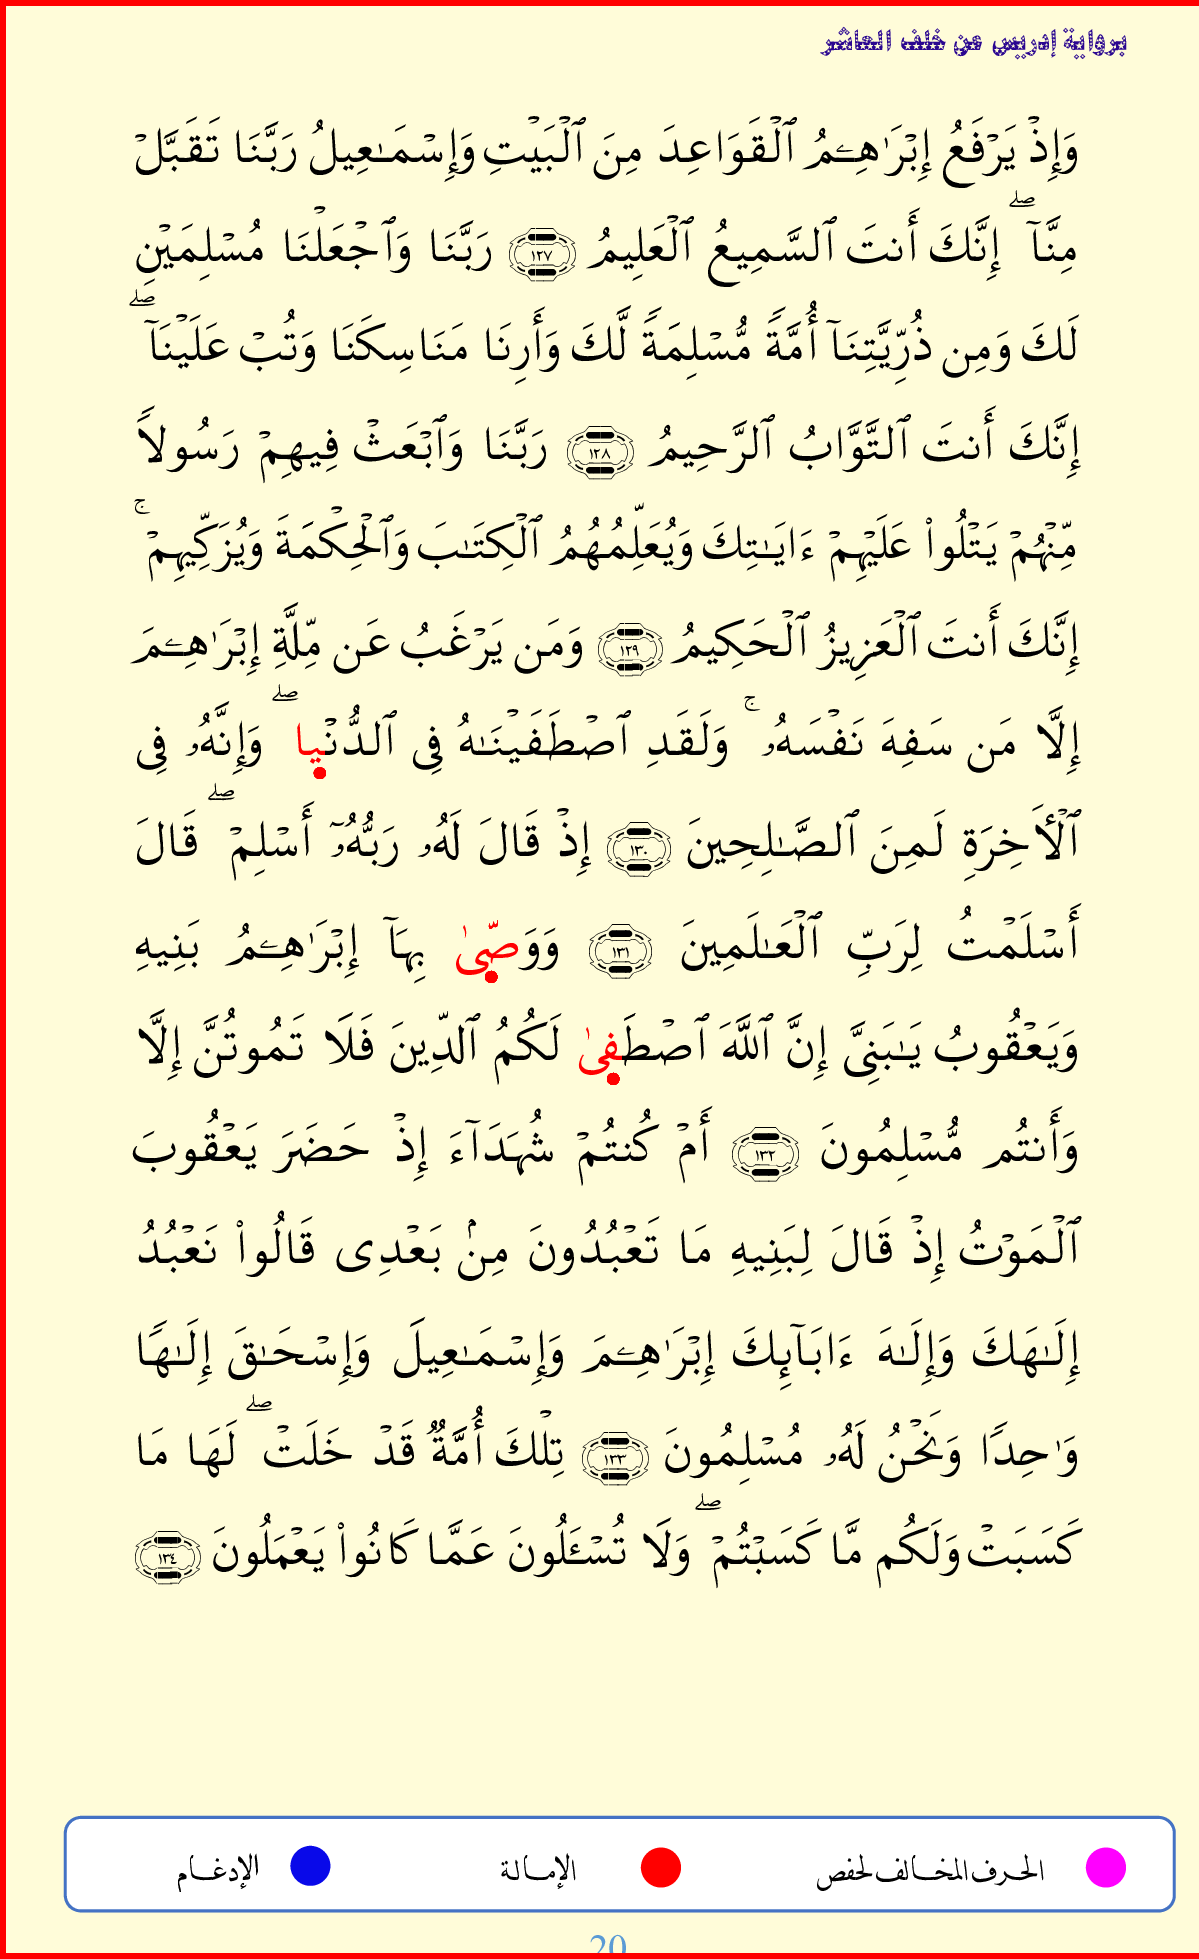 برواية إدريس عن خلف العاشر
وَإِذۡ يَرۡفَعُ إِبۡرَٰهِـۧمُ ٱلۡقَوَاعِدَ مِنَ ٱلۡبَيۡتِ وَإِسۡمَـٰعِيلُ رَبَّنَا تَقَبَّلۡ
مِنَّآۖ إِنَّكَ أَنتَ ٱلسَّمِيعُ ٱلۡعَلِيمُ ١٢٧ رَبَّنَا وَٱجۡعَلۡنَا مُسۡلِمَيۡنِ
لَكَ وَمِن ذُرِّيَّتِنَآ أُمَّةً مُّسۡلِمَةً لَّكَ وَأَرِنَا مَنَاسِكَنَا وَتُبۡ عَلَيۡنَآۖ
إِنَّكَ أَنتَ ٱلتَّوَّابُ ٱلرَّحِيمُ ١٢٨ رَبَّنَا وَٱبۡعَثۡ فِيهِمۡ رَسُولاً
مِّنۡهُمۡ يَتۡلُواْ عَلَيۡهِمۡ ءَايَـٰتِكَ وَيُعَلِّمُهُمُ ٱلۡكِتَـٰبَ وَٱلۡحِكۡمَةَ وَيُزَكِّيهِمۡۚ
إِنَّكَ أَنتَ ٱلۡعَزِيزُ ٱلۡحَكِيمُ ١٢٩ وَمَن يَرۡغَبُ عَن مِّلَّةِ إِبۡرَٰهِـۧمَ
إِلَّا مَن سَفِهَ نَفۡسَهُۥۚ وَلَقَدِ ٱصۡطَفَيۡنَـٰهُ فِى ٱلدُّنۡيا ۖ وَإِنَّهُۥ فِى
ٱلۡأَخِرَةِ لَمِنَ ٱلصَّـٰلِحِينَ ١٣٠ إِذۡ قَالَ لَهُۥ رَبُّهُۥٓ أَسۡلِمۡۖ قَالَ
أَسۡلَمۡتُ لِرَبِّ ٱلۡعَـٰلَمِينَ ١٣١ وَوَصِّىٰ بِهَآ إِبۡرَٰهِـۧمُ بَنِيهِ
وَيَعۡقُوبُ يَـٰبَنِىَّ إِنَّ ٱللَّهَ ٱصۡطَفِىٰ لَكُمُ ٱلدِّينَ فَلَا تَمُوتُنَّ إِلَّا
وَأَنتُم مُّسۡلِمُونَ ١٣٢ أَمۡ كُنتُمۡ شُهَدَآءَ إِذۡ حَضَرَ يَعۡقُوبَ
ٱلۡمَوۡتُ إِذۡ قَالَ لِبَنِيهِ مَا تَعۡبُدُونَ مِنۢ بَعۡدِى قَالُواْ نَعۡبُدُ
إِلَـٰهَكَ وَإِلَـٰهَ ءَابَآئِكَ إِبۡرَٰهِـۧمَ وَإِسۡمَـٰعِيلَ وَإِسۡحَـٰقَ إِلَـٰهًا
وَٰحِدًا وَنَحۡنُ لَهُۥ مُسۡلِمُونَ ١٣٣ تِلۡكَ أُمَّةٌ قَدۡ خَلَتۡۖ لَهَا مَا
كَسَبَتۡ وَلَكُم مَّا كَسَبۡتُمۡۖ وَلَا تُسۡـَٔلُونَ عَمَّا كَانُواْ يَعۡمَلُونَ ١٣٤
الحرف المخالف لحفص الإمالة الإدغام
20